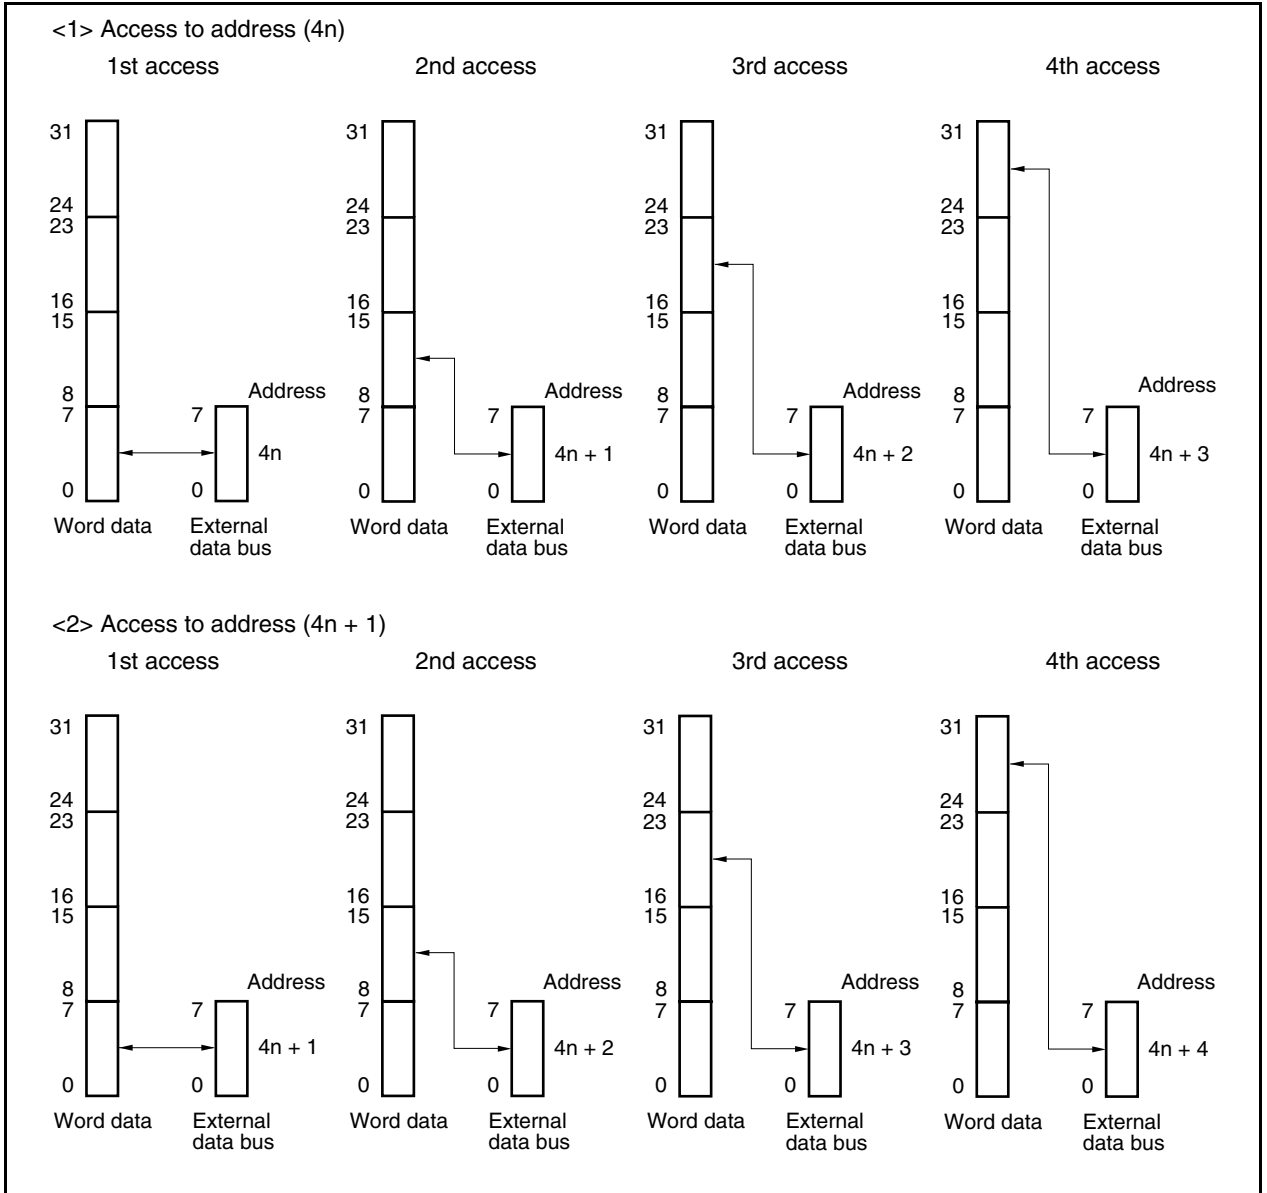 <1> Access to address (4n)
1st access 2nd access 3rd access 4th access
31 31 31 31
24 24 24 24
23 23 23 23
16 16 16 16
15 15 15 15
Address Address Address Address
8 8 8 8
7 7 7 7 7 7 7 7
4n 4n + 1 4n + 2 4n + 3
0 0 0 0 0 0 0 0
Word data External Word data External Word data External Word data External
data bus data bus data bus data bus
<2> Access to address (4n + 1)
1st access 2nd access 3rd access 4th access
31 31 31 31
24 24 24 24
23 23 23 23
16 16 16 16
15 15 15 15
Address Address Address Address
8 8 8 8
7 7 7 7 7 7 7 7
4n + 1 4n + 2 4n + 3 4n + 4
0 0 0 0 0 0 0 0
Word data External Word data External Word data External Word data External
data bus data bus data bus data bus